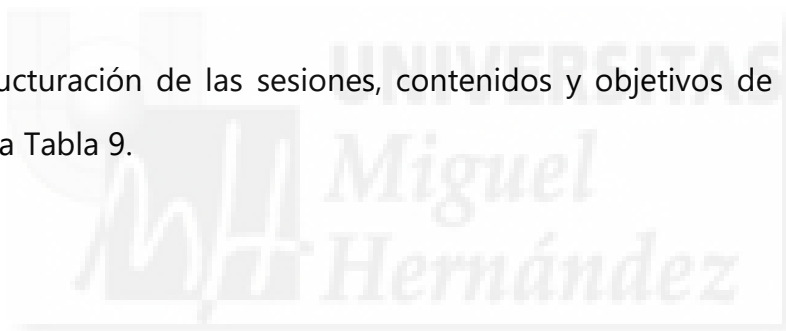 UNIVERSITAS
ucturación de las sesiones, contenidos y objetivos de
a Tabla 9.
Miguel
Hernández